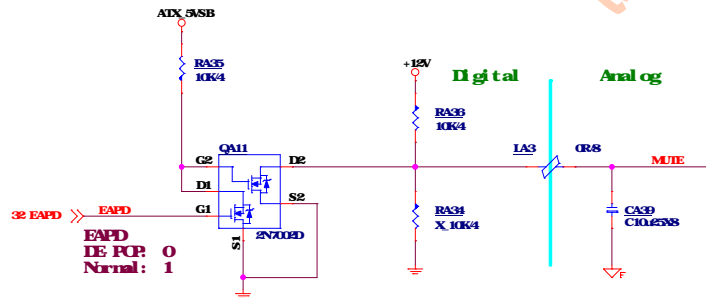 ATX_5VSB
RA35
10K/4
+12V
Digital
Analog
RA36
10K/4
QA11
LA3
0R/8
G2
D2
MUTE
D1
S2
G1
32 EAPD
EAPD
RA34
X_10K/4
CA39
C10u25X8
S1
2N7002D
EAPD
DE-POP: 0
Normal: 1
F